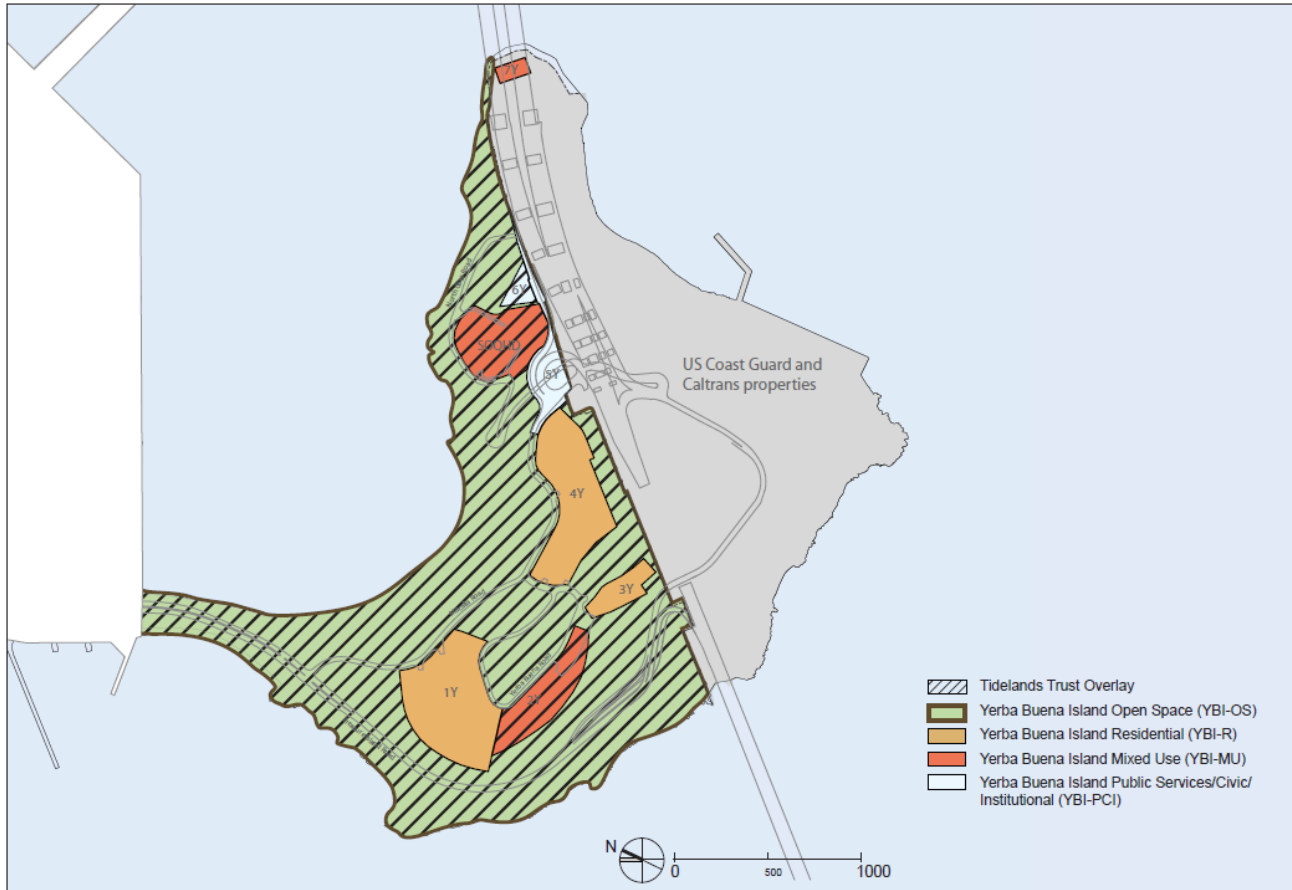 7Y
6Y
SOQHD
5Y
US Coast Guard and
Caltrans properties
4Y
3Y
1Y
2Y
Tidelands Trust Overlay
Yerba Buena Island Open Space (YBI-OS)
Yerba Buena Island Residential (YBI-R)
Yerba Buena Island Mixed Use (YBI-MU)
Yerba Buena Island Public Services/Civic/
Institutional (YBI-PCI)
N
0
500
1000